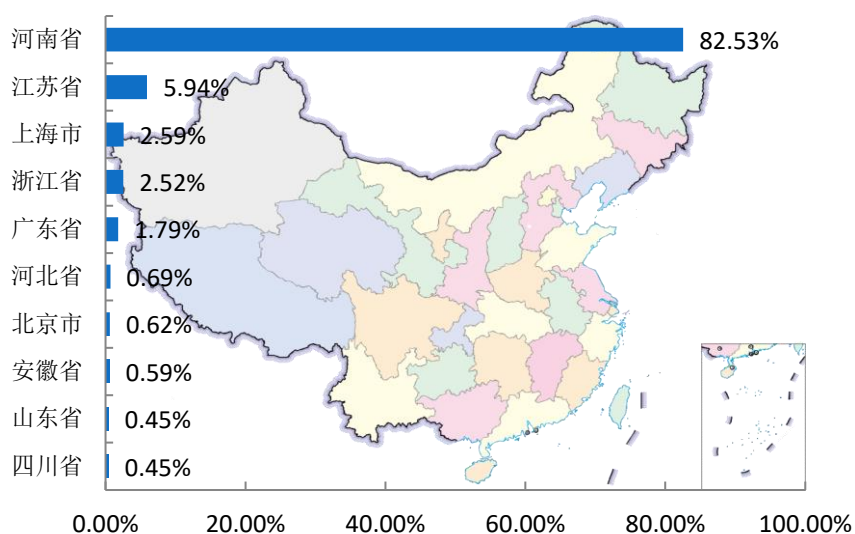 河南省 82.53%
江苏省 5.94%
上海市 2.59%
浙江省 2.52%
广东省 1.79%
河北省 0.69%
北京市 0.62%
安徽省 0.59%
山东省 0.45%
四川省 0.45%
0.00% 20.00% 40.00% 60.00% 80.00% 100.00%